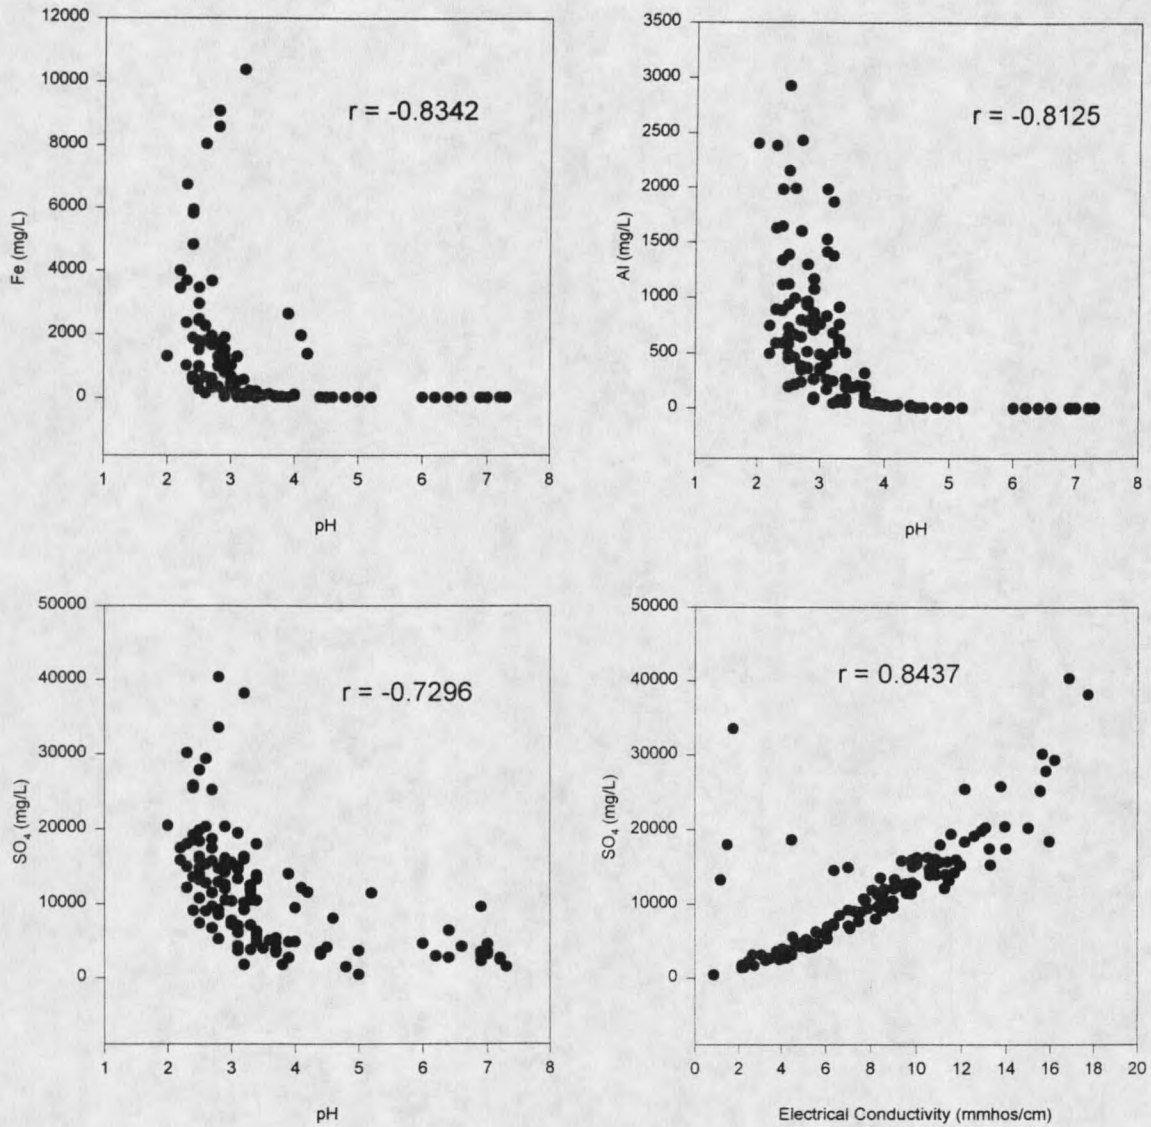 12000
10000
8000
6000
4000
2000
0
Fe (mg/L)
r = -0.8342
1 2 3 4 5 6 7 8
pH
3500
3000
2500
2000
1500
1000
500
0
Al (mg/L)
r = -0.8125
1 2 3 4 5 6 7 8
pH
50000
40000
30000
20000
10000
0
SO₄ (mg/L)
r = -0.7296
1 2 3 4 5 6 7 8
pH
50000
40000
30000
20000
10000
0
SO₄ (mg/L)
r = 0.8437
0 2 4 6 8 10 12 14 16 18 20
Electrical Conductivity (mmhos/cm)